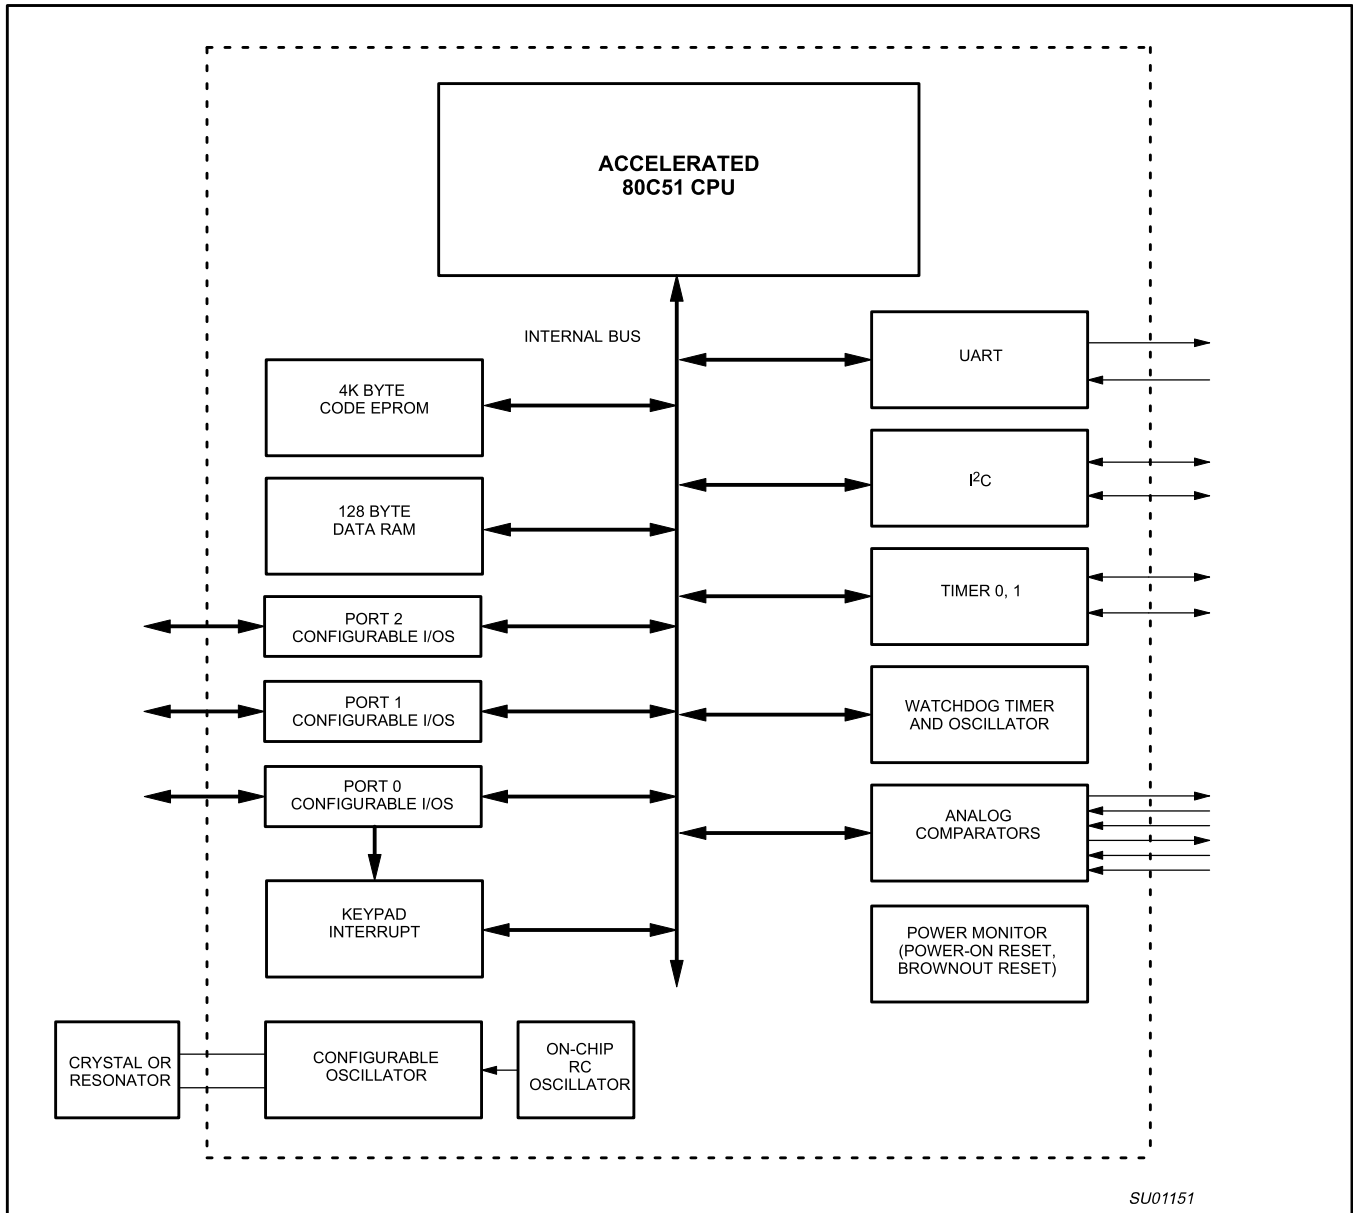 ACCELERATED
80C51 CPU
INTERNAL BUS
UART
4K BYTE
CODE EPROM
I²C
128 BYTE
DATA RAM
TIMER 0, 1
PORT 2
CONFIGURABLE I/OS
PORT 1
CONFIGURABLE I/OS
WATCHDOG TIMER
AND OSCILLATOR
PORT 0
CONFIGURABLE I/OS
ANALOG
COMPARATORS
KEYPAD
INTERRUPT
POWER MONITOR
(POWER-ON RESET,
BROWNOUT RESET)
CRYSTAL OR
RESONATOR
CONFIGURABLE
OSCILLATOR
ON-CHIP
RC
OSCILLATOR
SU01151